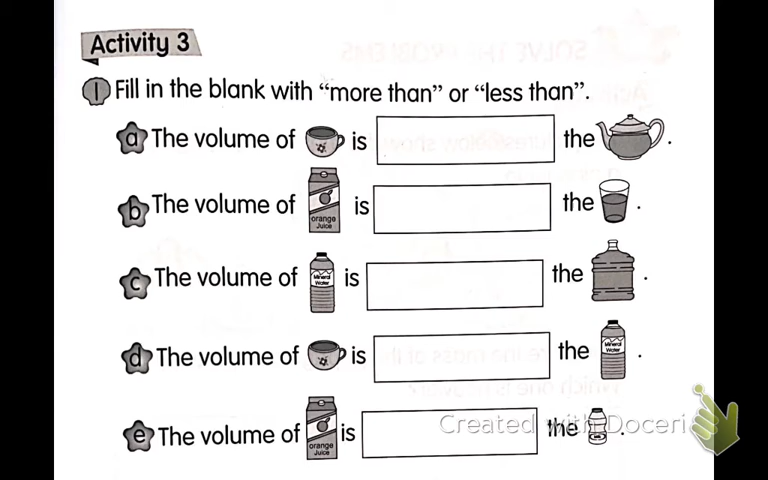 Activity 3
1 Fill in the blank with “more than” or “less than”.
a The volume of is the .
b The volume of orange Juice is the .
c The volume of Mineral Water is the .
d The volume of is the Mineral Water .
e The volume of orange Juice is the .
Created with Doceri